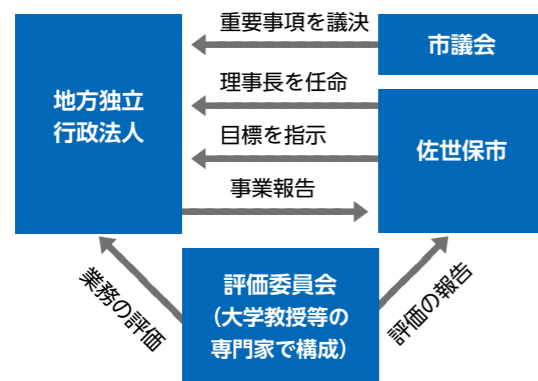 重要事項を議決
市議会
理事長を任命
地方独立
行政法人
目標を指示
佐世保市
事業報告
業務の評価
評価委員会
（大学教授等の
専門家で構成）
評価の報告